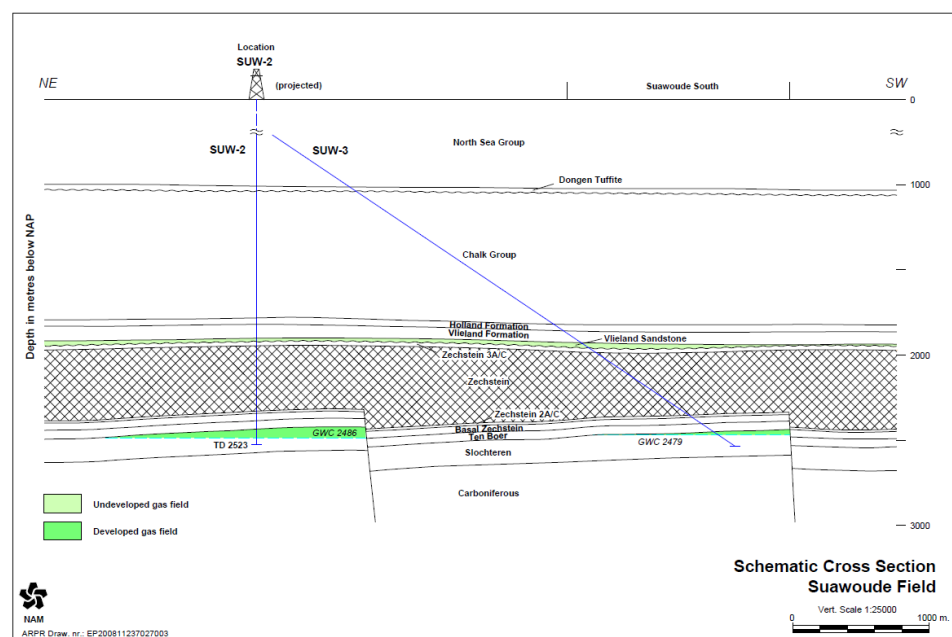 Location
SUW-2
NE
(projected)
Suawoude South
SW
0
SUW-2
SUW-3
North Sea Group
Dongen Tuffite
1000
Depth in metres below NAP
Chalk Group
Holland Formation
Vlieland Formation
Vlieland Sandstone
Zechstein 3A/C
2000
Zechstein
Zechstein 2A/C
GWC 2486
Basal Zechstein
Ten Boer
TD 2523
GWC 2479
Slochteren
Carboniferous
Undeveloped gas field
Developed gas field
3000
Schematic Cross Section
Suawoude Field
Vert. Scale 1:25000
0
1000 m.
NAM
ARPR Draw. nr.: EP200811237027003